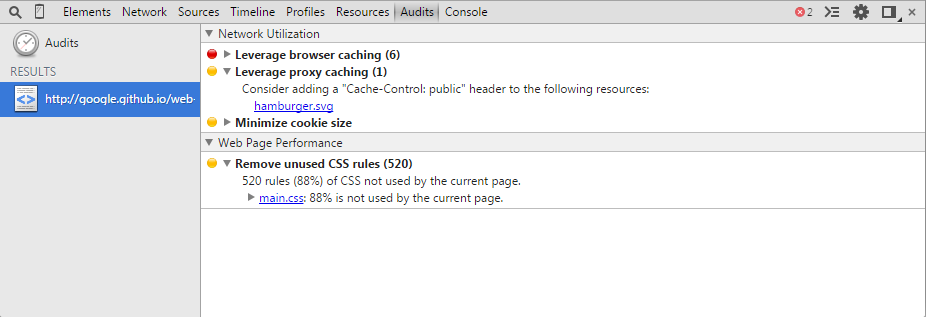 Elements Network Sources Timeline Profiles Resources Audits Console 2
Audits
RESULTS
http://google.github.io/web-
Network Utilization
Leverage browser caching (6)
Leverage proxy caching (1)
Consider adding a "Cache-Control: public" header to the following resources:
hamburger.svg
Minimize cookie size
Web Page Performance
Remove unused CSS rules (520)
520 rules (88%) of CSS not used by the current page.
main.css: 88% is not used by the current page.